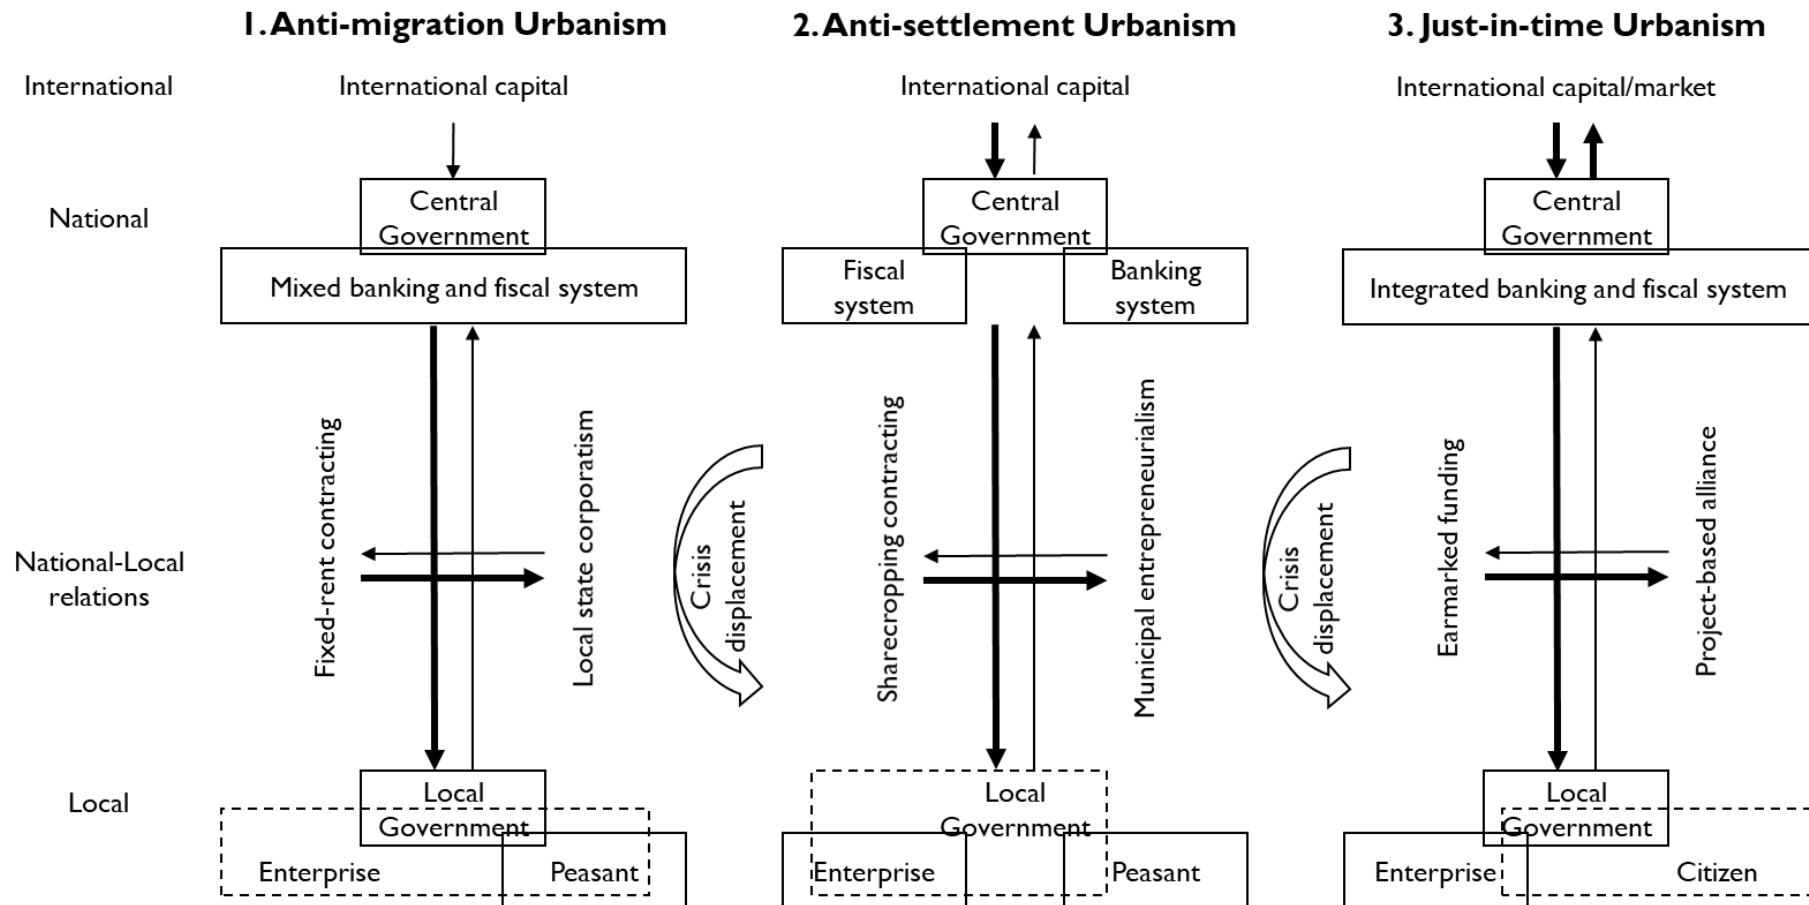 1. Anti-migration Urbanism
2. Anti-settlement Urbanism
3. Just-in-time Urbanism
International
International capital
International capital
International capital/market
National
Central
Government
Mixed banking and fiscal system
Central
Government
Fiscal
system
Banking
system
Central
Government
Integrated banking and fiscal system
National-Local
relations
Fixed-rent contracting
Local state corporatism
Crisis
displacement
Sharecropping contracting
Municipal entrepreneurialism
Crisis
displacement
Earmarked funding
Project-based alliance
Local
Local
Government
Enterprise
Peasant
Local
Government
Enterprise
Peasant
Local
Government
Enterprise
Citizen